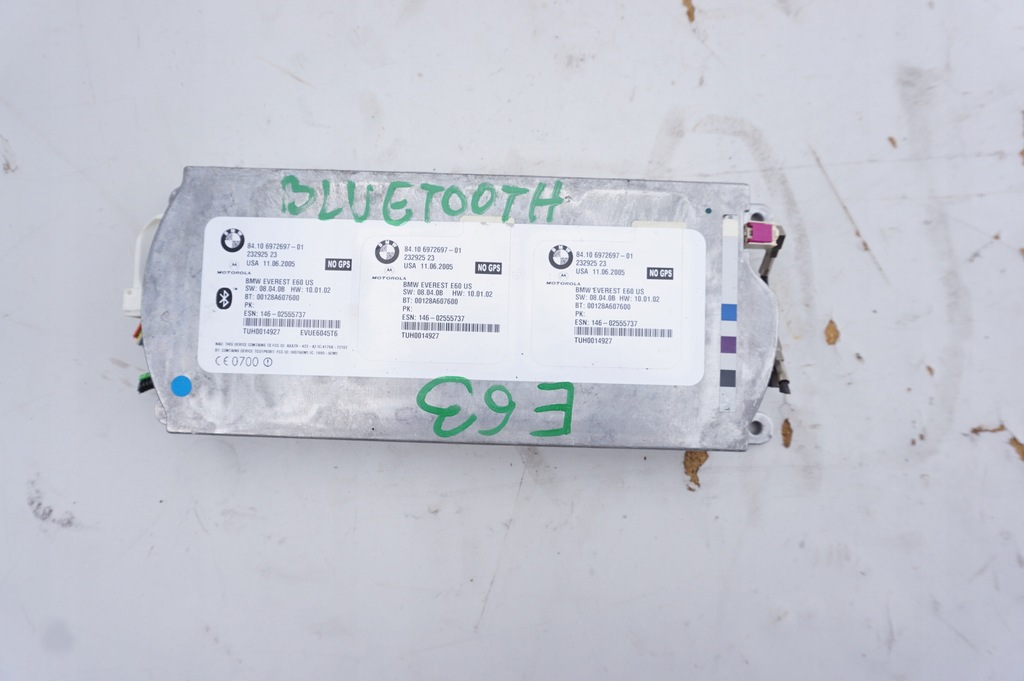 BLUETOOTH
BMW
84.10 6972697-01
232925 23
USA 11.06.2005
NO GPS
MOTOROLA
BMW EVEREST E60 US
SW: 08.04.08 HW: 10.01.02
BT: 00128A607600
PK:
ESN: 146-02555737
TUH0014927 EVUE6045T6
CE 0700
BMW
84.10 6972697-01
232925 23
USA 11.06.2005
NO GPS
MOTOROLA
BMW EVEREST E60 US
SW: 08.04.08 HW: 10.01.02
BT: 00128A607600
PK:
ESN: 146-02555737
TUH0014927
BMW
84.10 6972697-01
232925 23
USA 11.06.2005
NO GPS
MOTOROLA
BMW EVEREST E60 US
SW: 08.04.08 HW: 10.01.02
BT: 00128A607600
PK:
ESN: 146-02555737
TUH0014927
E63